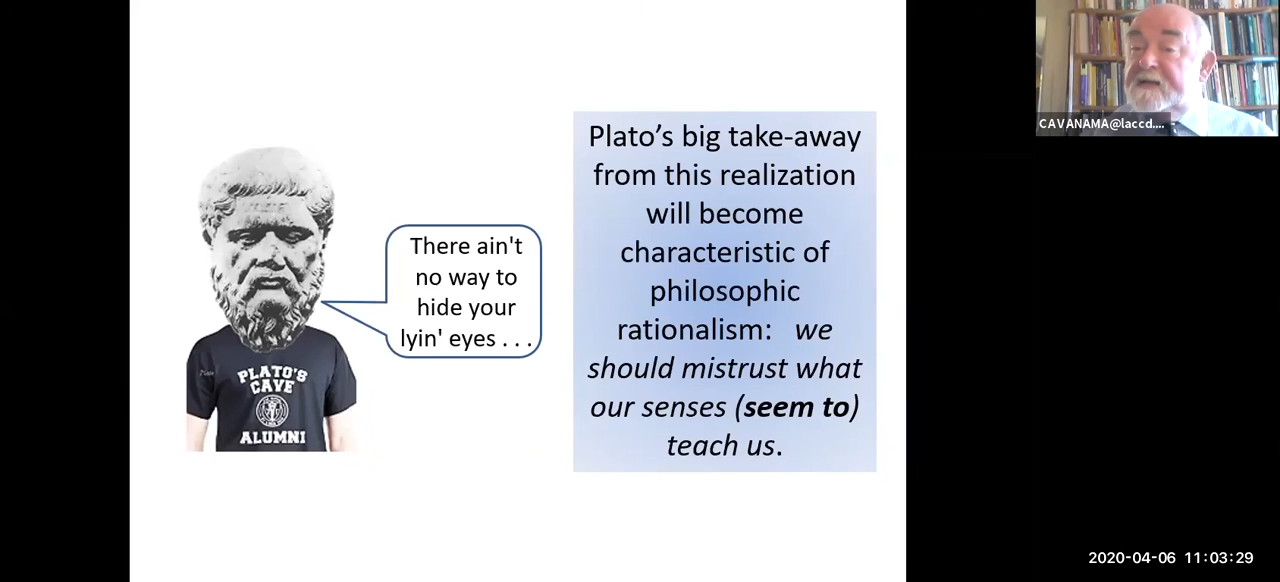 There ain't
no way to
hide your
lyin' eyes . . .
PLATO'S
CAVE
ALUMNI
Plato's big take-away
from this realization
will become
characteristic of
philosophic
rationalism: we
should mistrust what
our senses (seem to)
teach us.
CAVANAMA@laccd....
2020-04-06 11:03:29